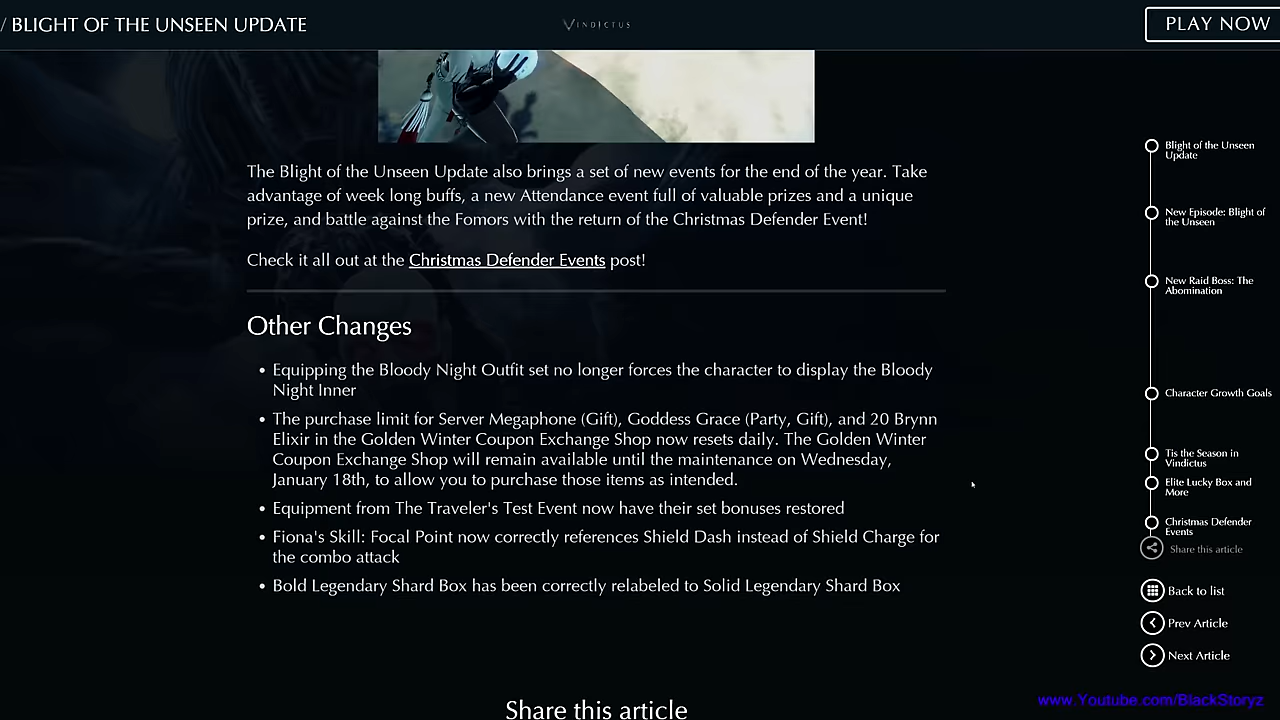 / BLIGHT OF THE UNSEEN UPDATE
VINDICTUS
PLAY NOW
The Blight of the Unseen Update also brings a set of new events for the end of the year. Take
advantage of week long buffs, a new Attendance event full of valuable prizes and a unique
prize, and battle against the Fomors with the return of the Christmas Defender Event!
Check it all out at the Christmas Defender Events post!
Other Changes
• Equipping the Bloody Night Outfit set no longer forces the character to display the Bloody
Night Inner
• The purchase limit for Server Megaphone (Gift), Goddess Grace (Party, Gift), and 20 Brynn
Elixir in the Golden Winter Coupon Exchange Shop now resets daily. The Golden Winter
Coupon Exchange Shop will remain available until the maintenance on Wednesday,
January 18th, to allow you to purchase those items as intended.
• Equipment from The Traveler's Test Event now have their set bonuses restored
• Fiona's Skill: Focal Point now correctly references Shield Dash instead of Shield Charge for
the combo attack
• Bold Legendary Shard Box has been correctly relabeled to Solid Legendary Shard Box
Share this article
Blight of the Unseen
Update
New Episode: Blight of
the Unseen
New Raid Boss: The
Abomination
Character Growth Goals
Tis the Season in
Vindictus
Elite Lucky Box and
More
Christmas Defender
Events
Share this article
Back to list
Prev Article
Next Article
www.Youtube.com/BlackStoryz